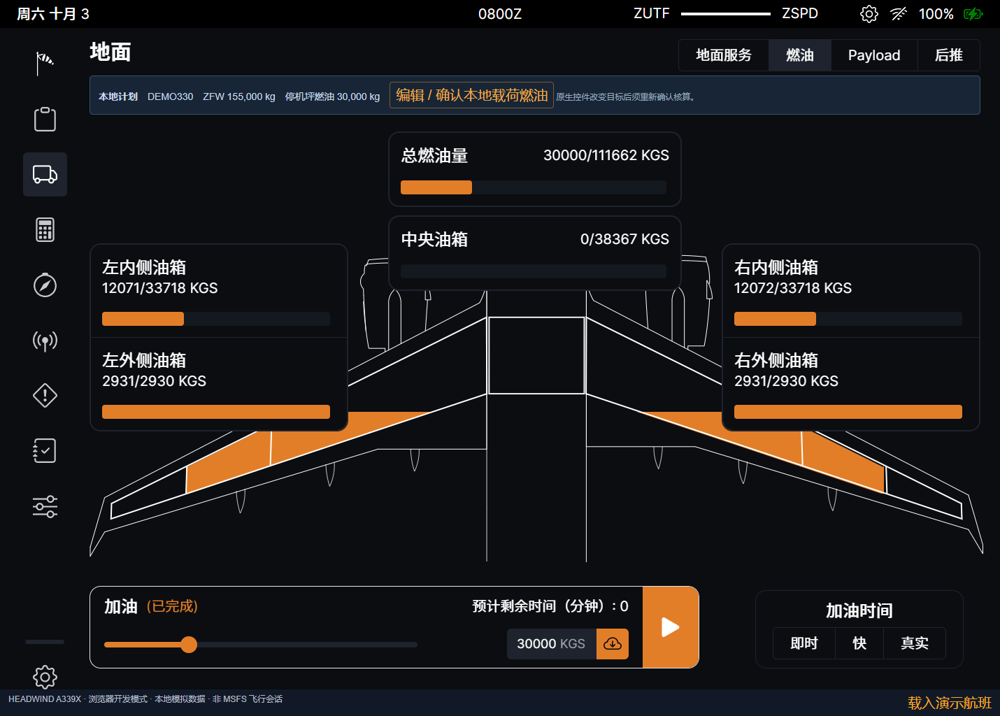 周六 十月 3
0800Z
ZUTF ZSPD
100%
地面
地面服务 燃油 Payload 后推
本地计划 DEMO330 ZFW 155,000 kg 停机坪燃油 30,000 kg 编辑 / 确认本地载荷燃油 原生控件改变目标后须重新确认核算。
总燃油量 30000/111662 KGS
中央油箱 0/38367 KGS
左内侧油箱
12071/33718 KGS
左外侧油箱
2931/2930 KGS
右内侧油箱
12072/33718 KGS
右外侧油箱
2931/2930 KGS
加油 (已完成) 预计剩余时间（分钟）: 0
30000 KGS
加油时间
即时 快 真实
HEADWIND A339X · 浏览器开发模式 · 本地模拟数据 · 非 MSFS 飞行会话
载入演示航班